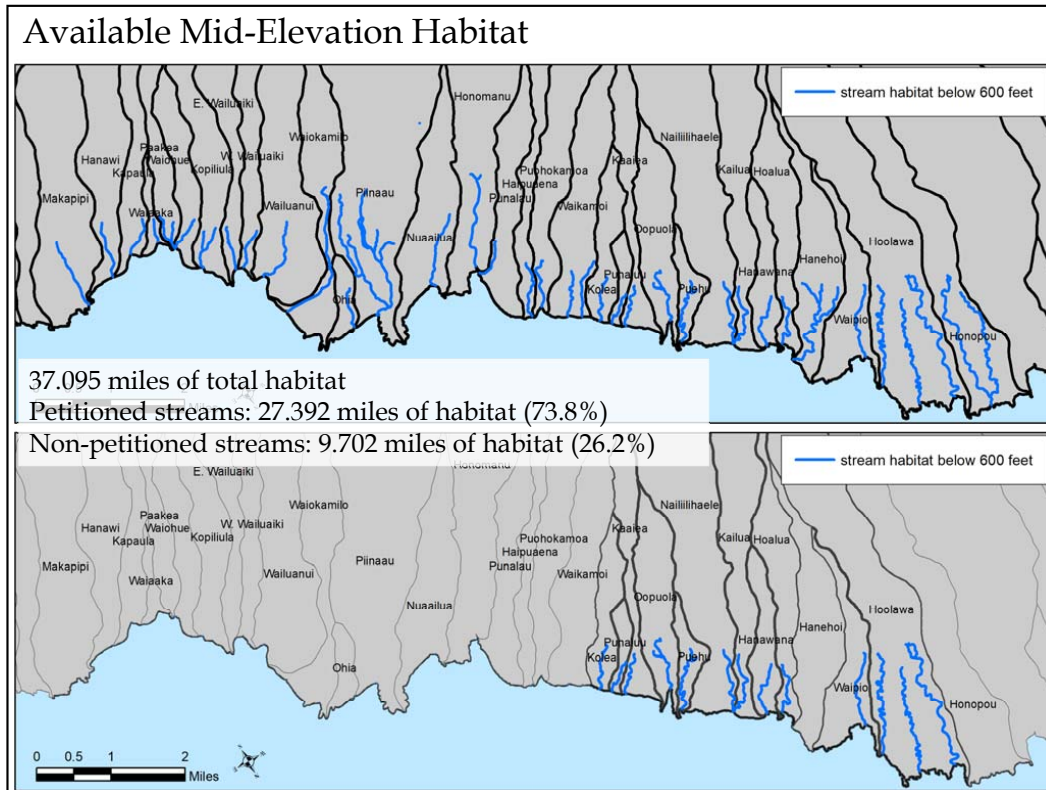 Available Mid-Elevation Habitat
stream habitat below 600 feet
E. Wailuaiki
Honomanu
Waiokamilo
Nailiilihaele
Paakea
Hanawi
Waiohue
W. Wailuaiki
Kaaiea
Kapaula
Kopiliula
Puohokamoa
Kailua
Hoalua
Haipuaena
Makapipi
Piinaau
Punalau
Wailuanui
Waikamoi
Waiaaka
Oopuola
Nuaailua
Hoolawa
Hanehoi
Punaluu
Hanawana
Kolea
Puehu
Ohia
Waipio
Honopou
37.095 miles of total habitat
Petitioned streams: 27.392 miles of habitat (73.8%)
Non-petitioned streams: 9.702 miles of habitat (26.2%)
stream habitat below 600 feet
Honomanu
E. Wailuaiki
Waiokamilo
Nailiilihaele
Paakea
Hanawi
Waiohue
W. Wailuaiki
Kaaiea
Kapaula
Kopiliula
Puohokamoa
Kailua
Hoalua
Haipuaena
Makapipi
Piinaau
Punalau
Waiaaka
Wailuanui
Waikamoi
Oopuola
Nuaailua
Hoolawa
Hanehoi
Punaluu
Hanawana
Kolea
Puehu
Ohia
Waipio
Honopou
0 0.5 1 2
Miles